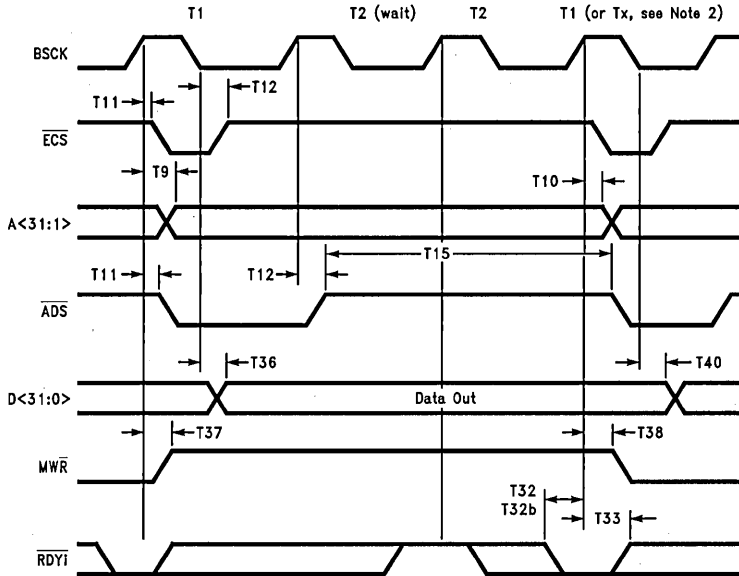 T1 T2 (wait) T2 T1 (or Tx, see Note 2)
BSCK
T11 T12
ECS
T9 T10
A<31:1>
T15
T11 T12
ADS
T36 T40
D<31:0> Data Out
T37 T38
MWR
T32
T32b T33
RDYi